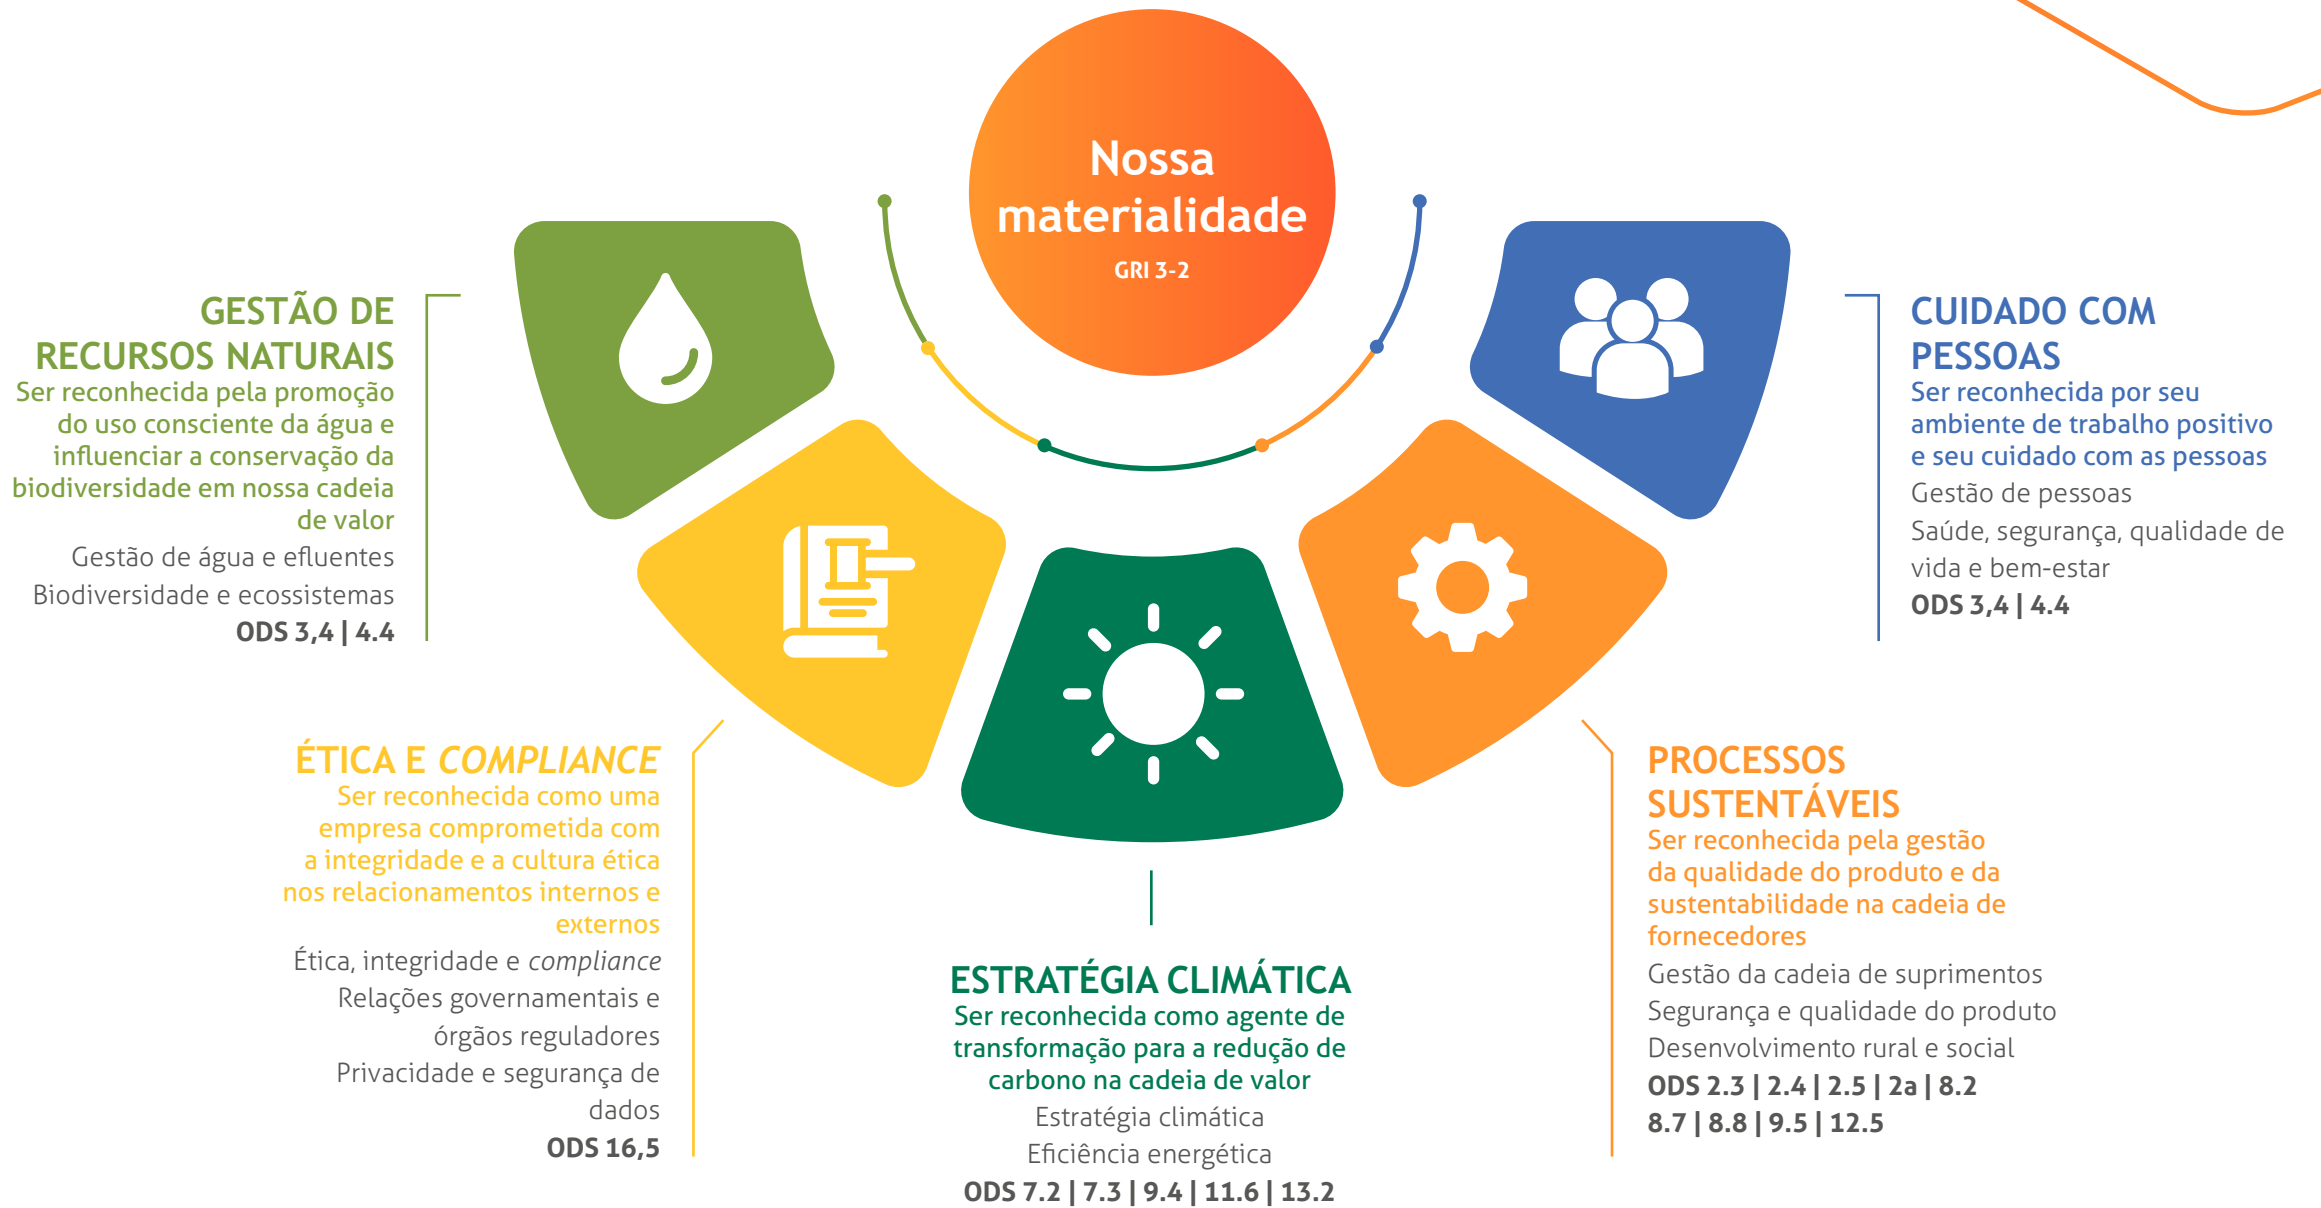 Nossa
materialidade
GRI 3-2
GESTÃO DE
RECURSOS NATURAIS
Ser reconhecida pela promoção
do uso consciente da água e
influenciar a conservação da
biodiversidade em nossa cadeia
de valor
Gestão de água e efluentes
Biodiversidade e ecossistemas
ODS 3,4 | 4.4
ÉTICA E COMPLIANCE
Ser reconhecida como uma
empresa comprometida com
a integridade e a cultura ética
nos relacionamentos internos e
externos
Ética, integridade e compliance
Relações governamentais e
órgãos reguladores
Privacidade e segurança de
dados
ODS 16,5
ESTRATÉGIA CLIMÁTICA
Ser reconhecida como agente de
transformação para a redução de
carbono na cadeia de valor
Estratégia climática
Eficiência energética
ODS 7.2 | 7.3 | 9.4 | 11.6 | 13.2
PROCESSOS
SUSTENTÁVEIS
Ser reconhecida pela gestão
da qualidade do produto e da
sustentabilidade na cadeia de
fornecedores
Gestão da cadeia de suprimentos
Segurança e qualidade do produto
Desenvolvimento rural e social
ODS 2.3 | 2.4 | 2.5 | 2a | 8.2
8.7 | 8.8 | 9.5 | 12.5
CUIDADO COM
PESSOAS
Ser reconhecida por seu
ambiente de trabalho positivo
e seu cuidado com as pessoas
Gestão de pessoas
Saúde, segurança, qualidade de
vida e bem-estar
ODS 3,4 | 4.4